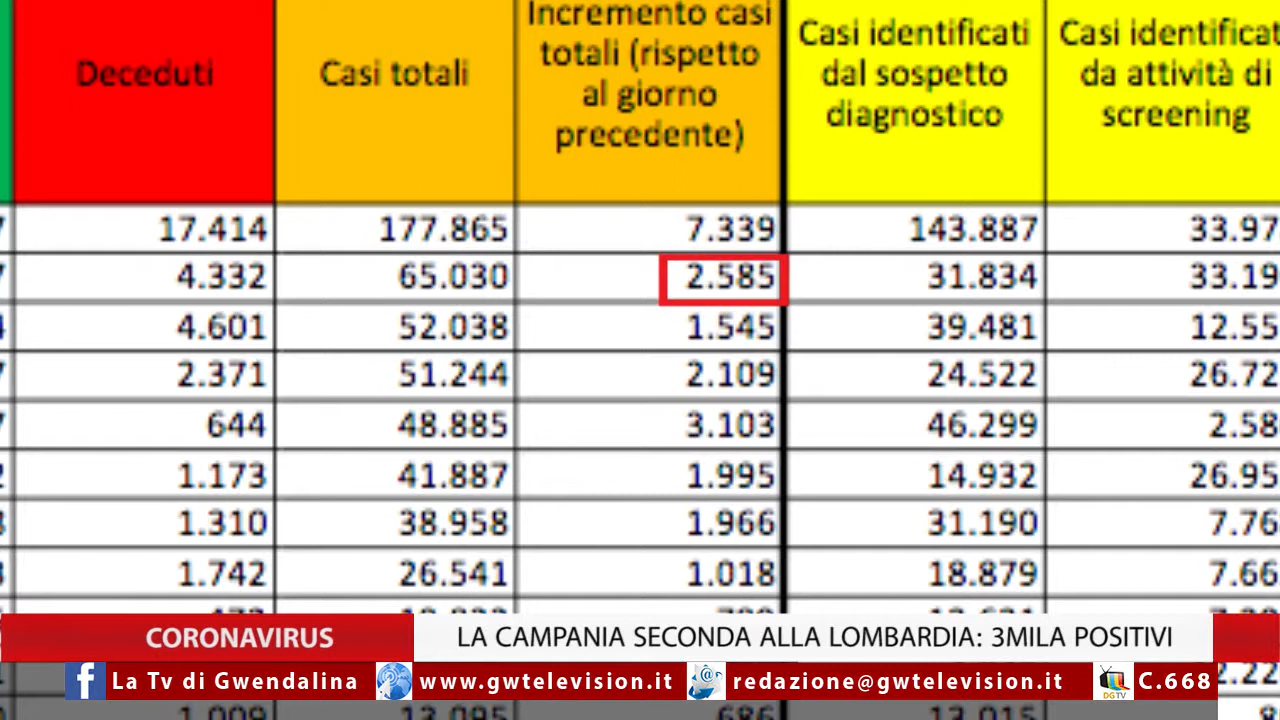 Deceduti
Casi totali
Incremento casi
totali (rispetto
al giorno
precedente)
Casi identificati
dal sospetto
diagnostico
Casi identificat
da attività di
screening
17.414 177.865 7.339 143.887 33.97
4.332 65.030 2.585 31.834 33.19
4.601 52.038 1.545 39.481 12.55
2.371 51.244 2.109 24.522 26.72
644 48.885 3.103 46.299 2.58
1.173 41.887 1.995 14.932 26.95
1.310 38.958 1.966 31.190 7.76
1.742 26.541 1.018 18.879 7.66
CORONAVIRUS
LA CAMPANIA SECONDA ALLA LOMBARDIA: 3MILA POSITIVI
La Tv di Gwendalina www.gwtelevision.it redazione@gwtelevision.it DGTV C.668